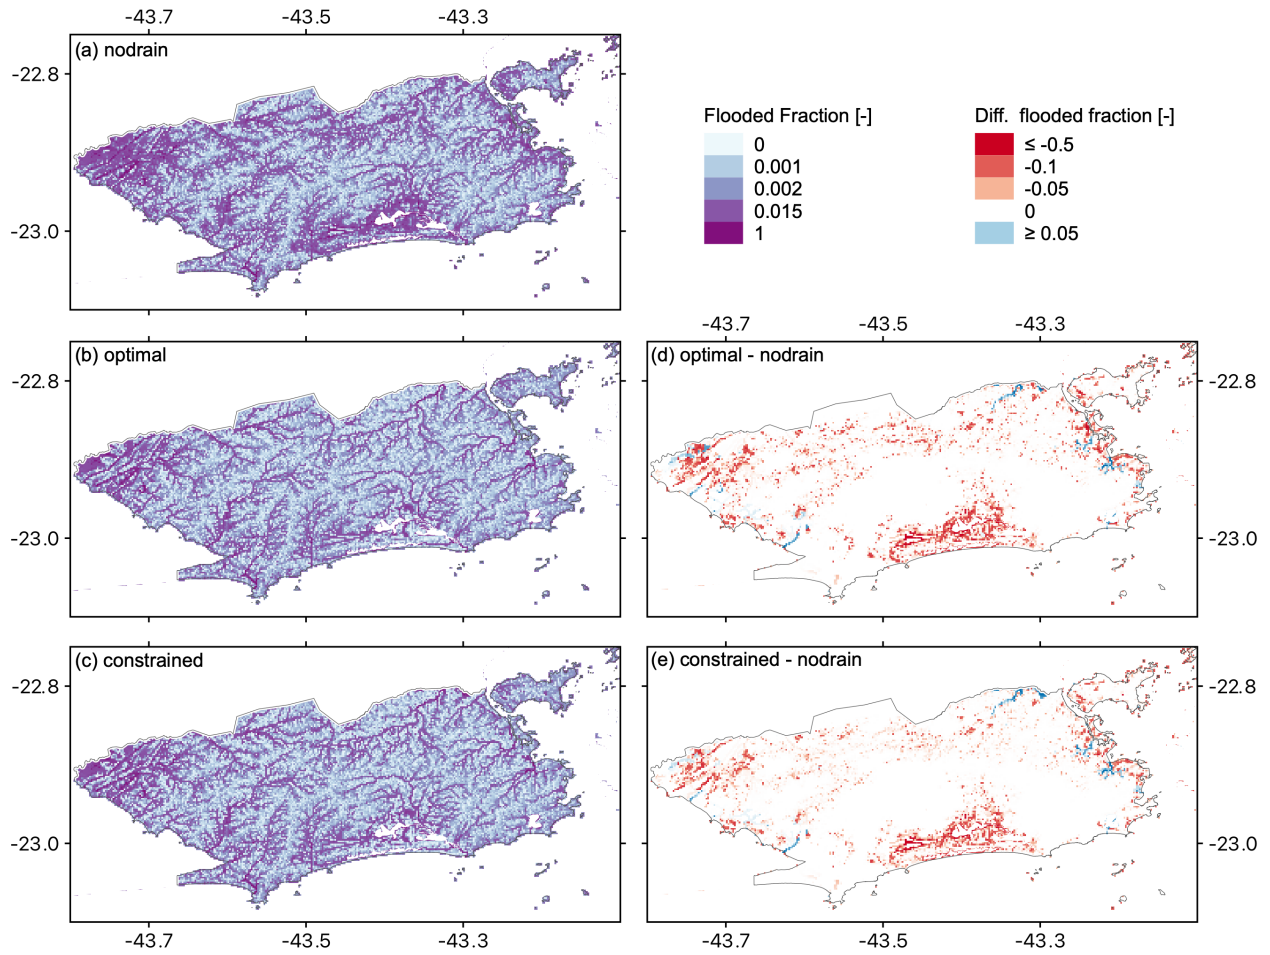 -43.7 -43.5 -43.3
(a) nodrain
-22.8
-23.0
Flooded Fraction [-]
0
0.001
0.002
0.015
1
Diff. flooded fraction [-]
≤ -0.5
-0.1
-0.05
0
≥ 0.05
-43.7 -43.5 -43.3
(b) optimal
-22.8
-23.0
(d) optimal - nodrain
-22.8
-23.0
(c) constrained
-22.8
-23.0
(e) constrained - nodrain
-22.8
-23.0
-43.7 -43.5 -43.3
-43.7 -43.5 -43.3